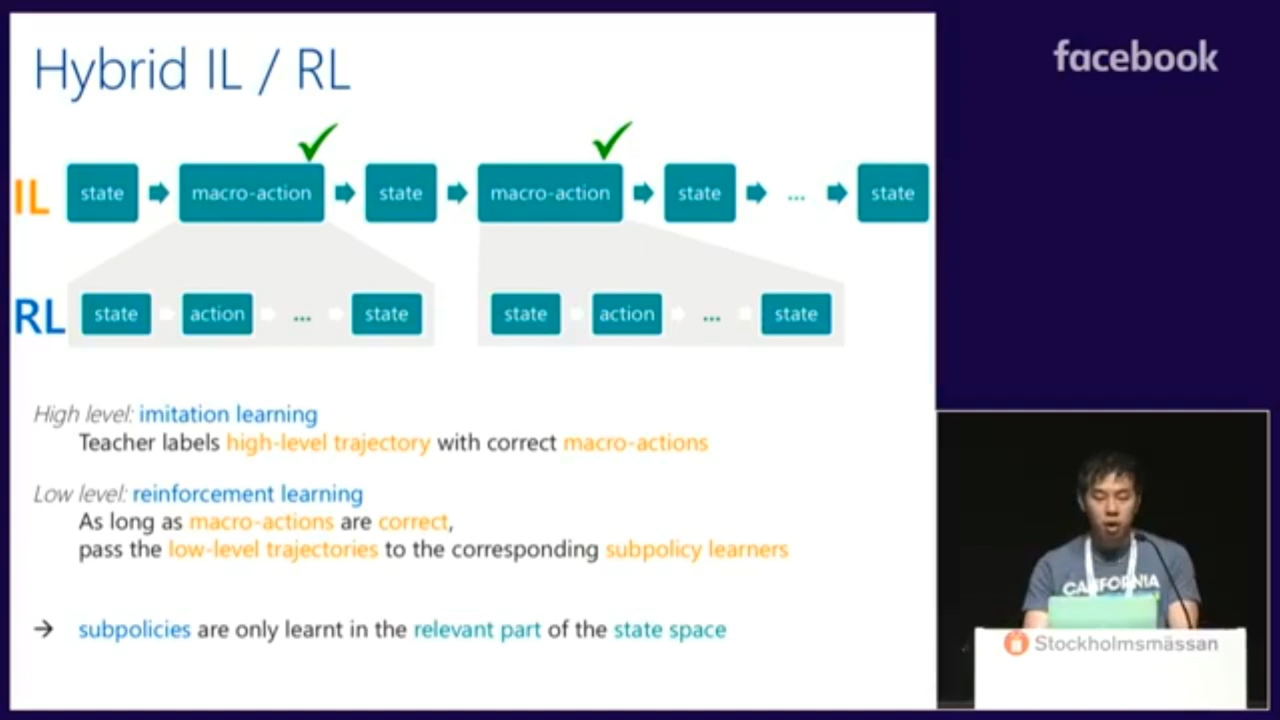 Hybrid IL / RL
facebook
IL state macro-action state macro-action state ... state
RL state action ... state state action ... state
High level: imitation learning
Teacher labels high-level trajectory with correct macro-actions
Low level: reinforcement learning
As long as macro-actions are correct,
pass the low-level trajectories to the corresponding subpolicy learners
→ subpolicies are only learnt in the relevant part of the state space
CALIFORNIA
Stockholmsmässan